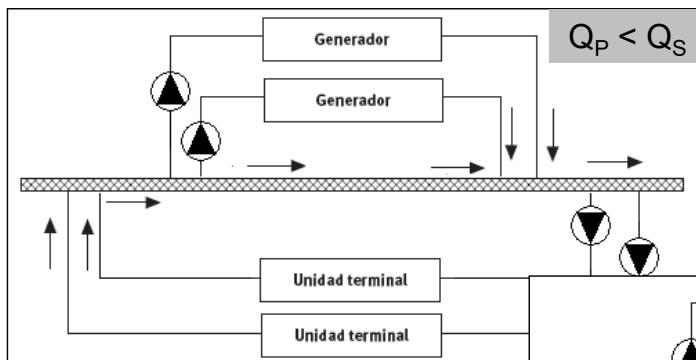 Generador
Q_P < Q_S
Generador
Unidad terminal
Unidad terminal